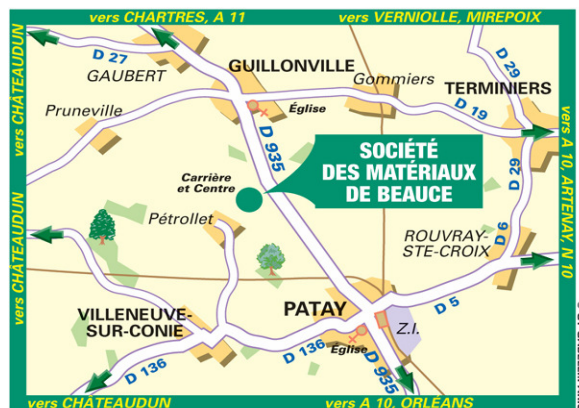 vers CHARTRES, A 11
vers VERNIOLLE, MIREPOIX
vers CHÂTEAUDUN
D 27
GAUBERT
GUILLONVILLE
Gommiers
D 29
TERMINIERS
Pruneville
Église
D 19
D 935
vers A 10, ARTENAY, N 10
SOCIÉTÉ
DES MATÉRIAUX
DE BEAUCE
D 29
Carrière
et Centre
Pétrollet
D 6
ROUVRAY-
STE-CROIX
vers CHÂTEAUDUN
VILLENEUVE-
SUR-CONIE
PATAY
D 5
Z.I.
Église
D 136
D 136
D 935
vers CHÂTEAUDUN
vers A 10, ORLÉANS